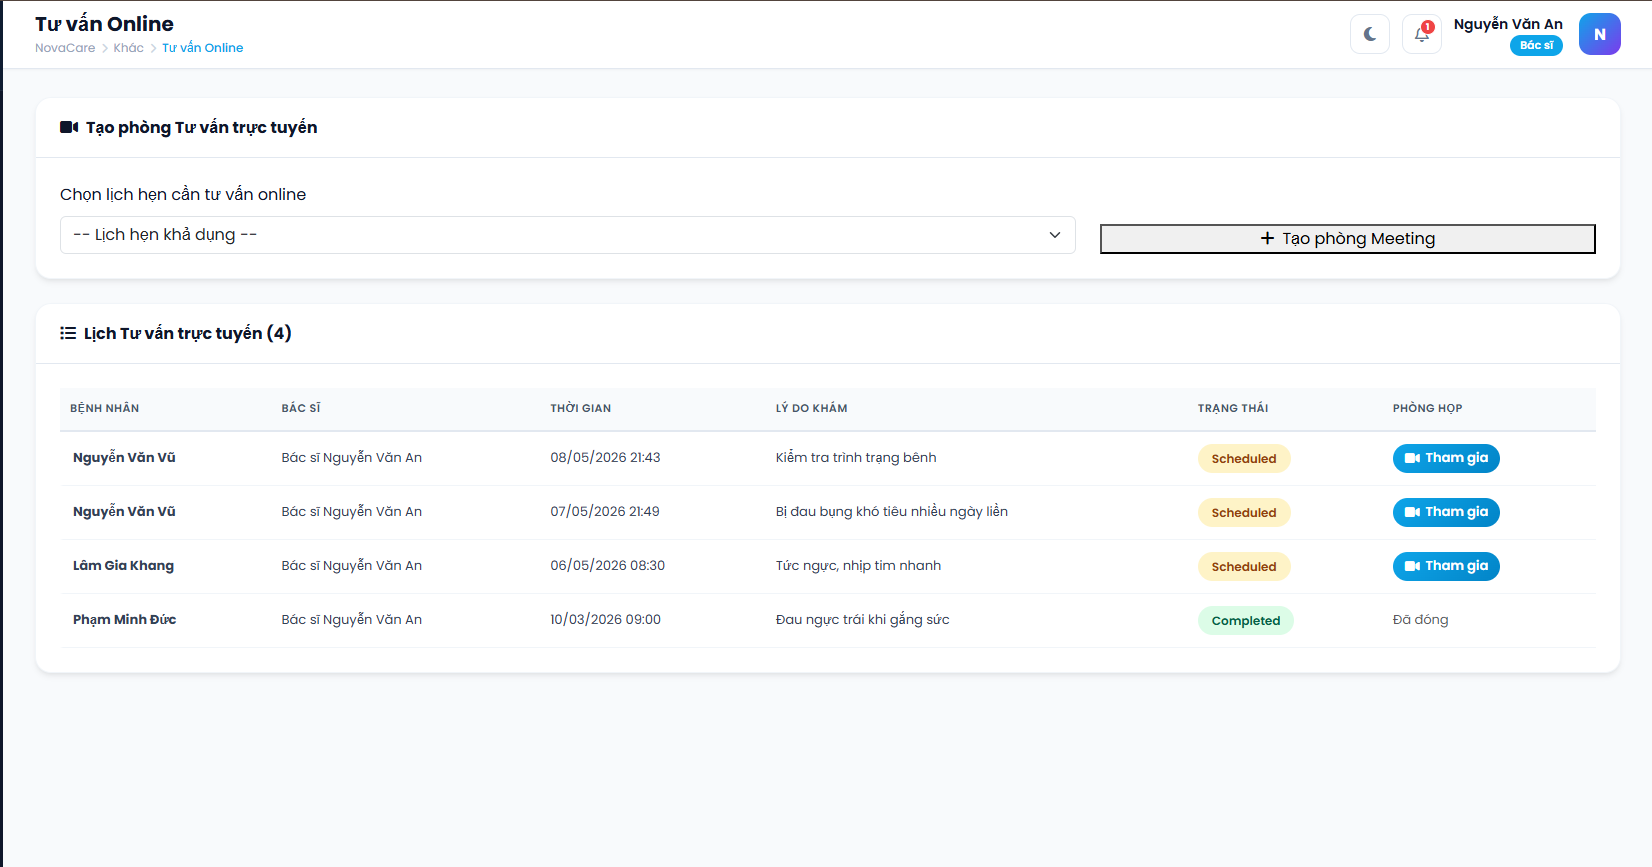 Tư vấn Online
NovaCare > Khác > Tư vấn Online
1
Nguyễn Văn An
Bác sĩ
N
Tạo phòng Tư vấn trực tuyến
Chọn lịch hẹn cần tư vấn online
-- Lịch hẹn khả dụng --
+ Tạo phòng Meeting
Lịch Tư vấn trực tuyến (4)
BỆNH NHÂN BÁC SĨ THỜI GIAN LÝ DO KHÁM TRẠNG THÁI PHÒNG HỌP
Nguyễn Văn Vũ Bác sĩ Nguyễn Văn An 08/05/2026 21:43 Kiểm tra trình trạng bênh Scheduled Tham gia
Nguyễn Văn Vũ Bác sĩ Nguyễn Văn An 07/05/2026 21:49 Bị đau bụng khó tiêu nhiều ngày liền Scheduled Tham gia
Lâm Gia Khang Bác sĩ Nguyễn Văn An 06/05/2026 08:30 Tức ngực, nhịp tim nhanh Scheduled Tham gia
Phạm Minh Đức Bác sĩ Nguyễn Văn An 10/03/2026 09:00 Đau ngực trái khi gắng sức Completed Đã đóng